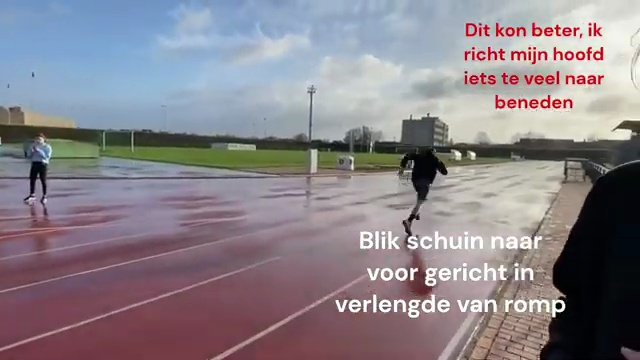 Dit kon beter, ik
richt mijn hoofd
iets te veel naar
beneden
Blik schuin naar
voor gericht in
verlengde van romp